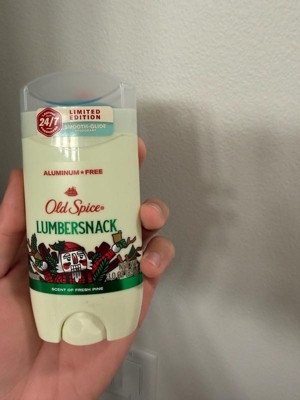 24/7
LIMITED
EDITION
SMOOTH-GLIDE
ALUMINUM • FREE
Old Spice
LUMBERSNACK
SCENT OF FRESH PINE